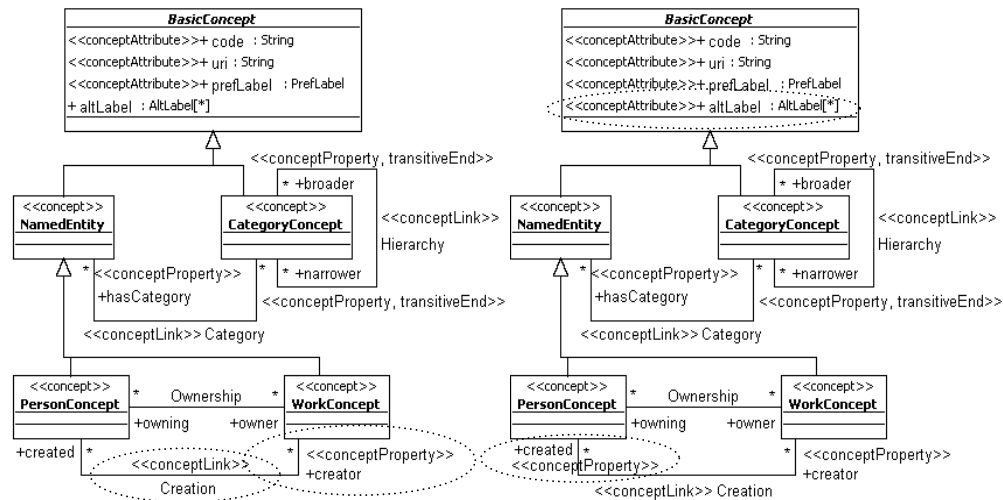 BasicConcept
<<conceptAttribute>>+ code : String
<<conceptAttribute>>+ uri : String
<<conceptAttribute>>+ prefLabel : PrefLabel
+ altLabel : AltLabel[*]
<<conceptProperty, transitiveEnd>>
* +broader
<<concept>>
NamedEntity
<<concept>>
CategoryConcept
<<conceptLink>>
Hierarchy
*
<<conceptProperty>>
+hasCategory
*
* +narrower
<<conceptProperty, transitiveEnd>>
<<conceptLink>> Category
<<concept>>
PersonConcept
* Ownership *
+owning +owner
<<concept>>
WorkConcept
+created *
<<conceptLink>>
Creation
*
<<conceptProperty>>
+creator
BasicConcept
<<conceptAttribute>>+ code : String
<<conceptAttribute>>+ uri : String
<<conceptAttribute>>+ prefLabel : PrefLabel
<<conceptAttribute>>+ altLabel : AltLabel[*]
<<conceptProperty, transitiveEnd>>
* +broader
<<concept>>
NamedEntity
<<concept>>
CategoryConcept
<<conceptLink>>
Hierarchy
*
<<conceptProperty>>
+hasCategory
*
* +narrower
<<conceptProperty, transitiveEnd>>
<<conceptLink>> Category
<<concept>>
PersonConcept
* Ownership *
+owning +owner
<<concept>>
WorkConcept
+created *
<<conceptProperty>>
*
<<conceptProperty>>
+creator
<<conceptLink>> Creation